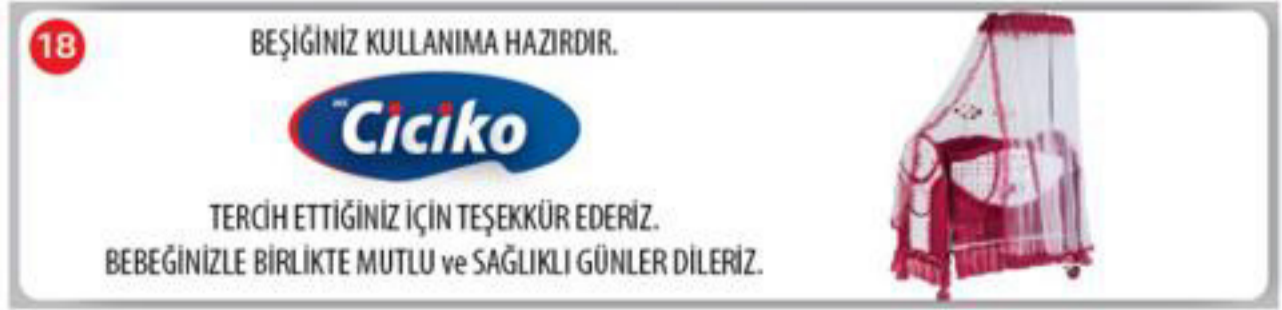 18
BEŞİĞİNİZ KULLANIMA HAZIRDIR.
Ciciko
TERCİH ETTİĞİNİZ İÇİN TEŞEKKÜR EDERİZ.
BEBEĞİNİZLE BİRLİKTE MUTLU ve SAĞLIKLI GÜNLER DİLERİZ.